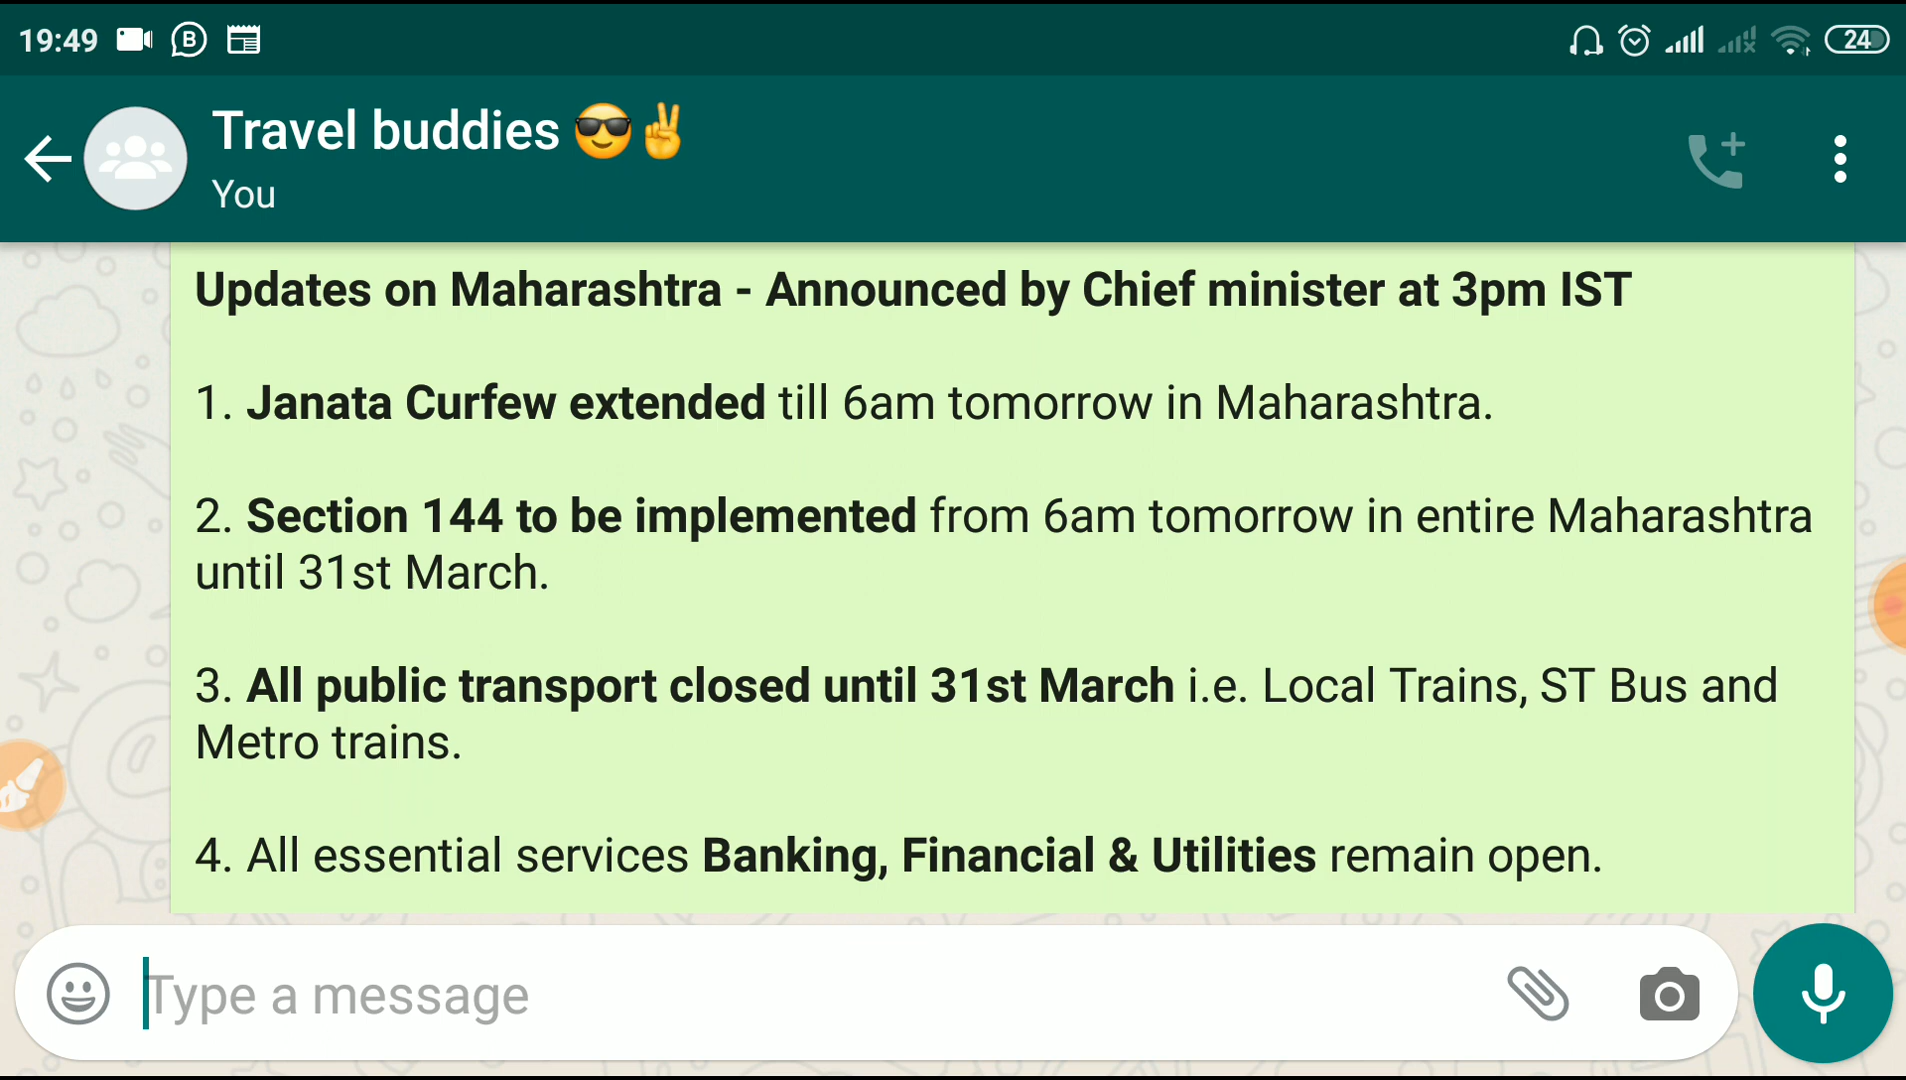 19:49 B 24
Travel buddies 😎✌
You
Updates on Maharashtra - Announced by Chief minister at 3pm IST
1. Janata Curfew extended till 6am tomorrow in Maharashtra.
2. Section 144 to be implemented from 6am tomorrow in entire Maharashtra
until 31st March.
3. All public transport closed until 31st March i.e. Local Trains, ST Bus and
Metro trains.
4. All essential services Banking, Financial & Utilities remain open.
Type a message